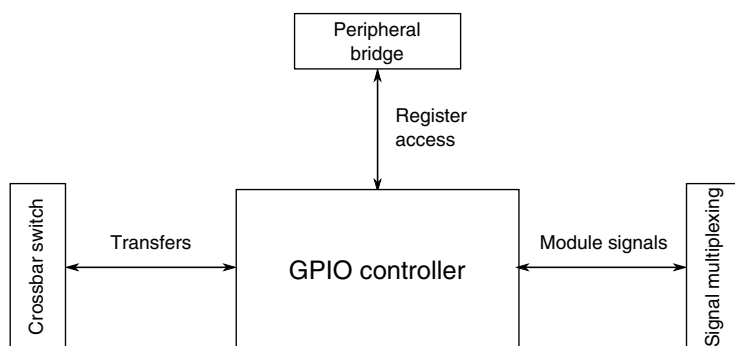 Peripheral
bridge
Register
access
Crossbar switch
Transfers
GPIO controller
Module signals
Signal multiplexing